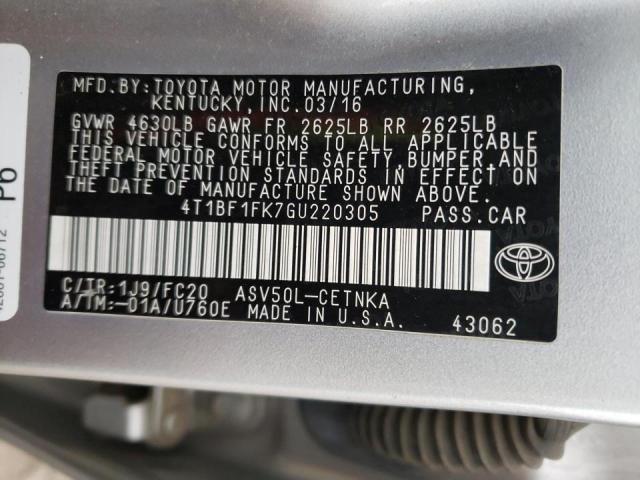 MFD. BY: TOYOTA MOTOR MANUFACTURING,
KENTUCKY, INC. 03/16
GVWR 4630LB GAWR FR 2625LB RR 2625LB
THIS VEHICLE CONFORMS TO ALL APPLICABLE
FEDERAL MOTOR VEHICLE SAFETY, BUMPER, AND
THEFT PREVENTION STANDARDS IN EFFECT ON
THE DATE OF MANUFACTURE SHOWN ABOVE.
4T1BF1FK7GU220305 PASS. CAR
C/TR: 1J9/FC20 ASV50L-CETNKA
A/TM: -01A/U760E MADE IN U.S.A. 43062
P6